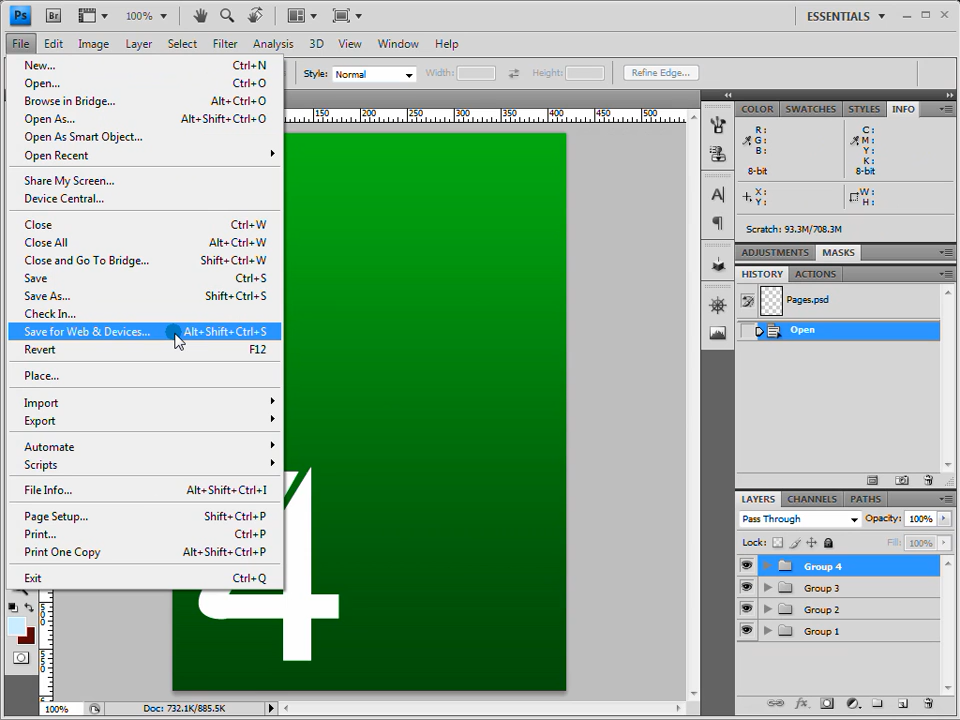 Ps Br 100% ESSENTIALS
File Edit Image Layer Select Filter Analysis 3D View Window Help
Style: Normal Width: Height: Refine Edge...
New... Ctrl+N
Open... Ctrl+O
Browse in Bridge... Alt+Ctrl+O
Open As... Alt+Shift+Ctrl+O
Open As Smart Object...
Open Recent
Share My Screen...
Device Central...
Close Ctrl+W
Close All Alt+Ctrl+W
Close and Go To Bridge... Shift+Ctrl+W
Save Ctrl+S
Save As... Shift+Ctrl+S
Check In...
Save for Web & Devices... Alt+Shift+Ctrl+S
Revert F12
Place...
Import
Export
Automate
Scripts
File Info... Alt+Shift+Ctrl+I
Page Setup... Shift+Ctrl+P
Print... Ctrl+P
Print One Copy Alt+Shift+Ctrl+P
Exit Ctrl+Q
150 200 250 300 350 400 450 500
4
500
550
100% Doc: 732.1K/885.5K
COLOR SWATCHES STYLES INFO
R: C:
G: M:
B: Y:
K:
8-bit 8-bit
X: W:
Y: H:
Scratch: 93.3M/708.3M
ADJUSTMENTS MASKS
HISTORY ACTIONS
Pages.psd
Open
LAYERS CHANNELS PATHS
Pass Through Opacity: 100%
Lock: Fill: 100%
Group 4
Group 3
Group 2
Group 1